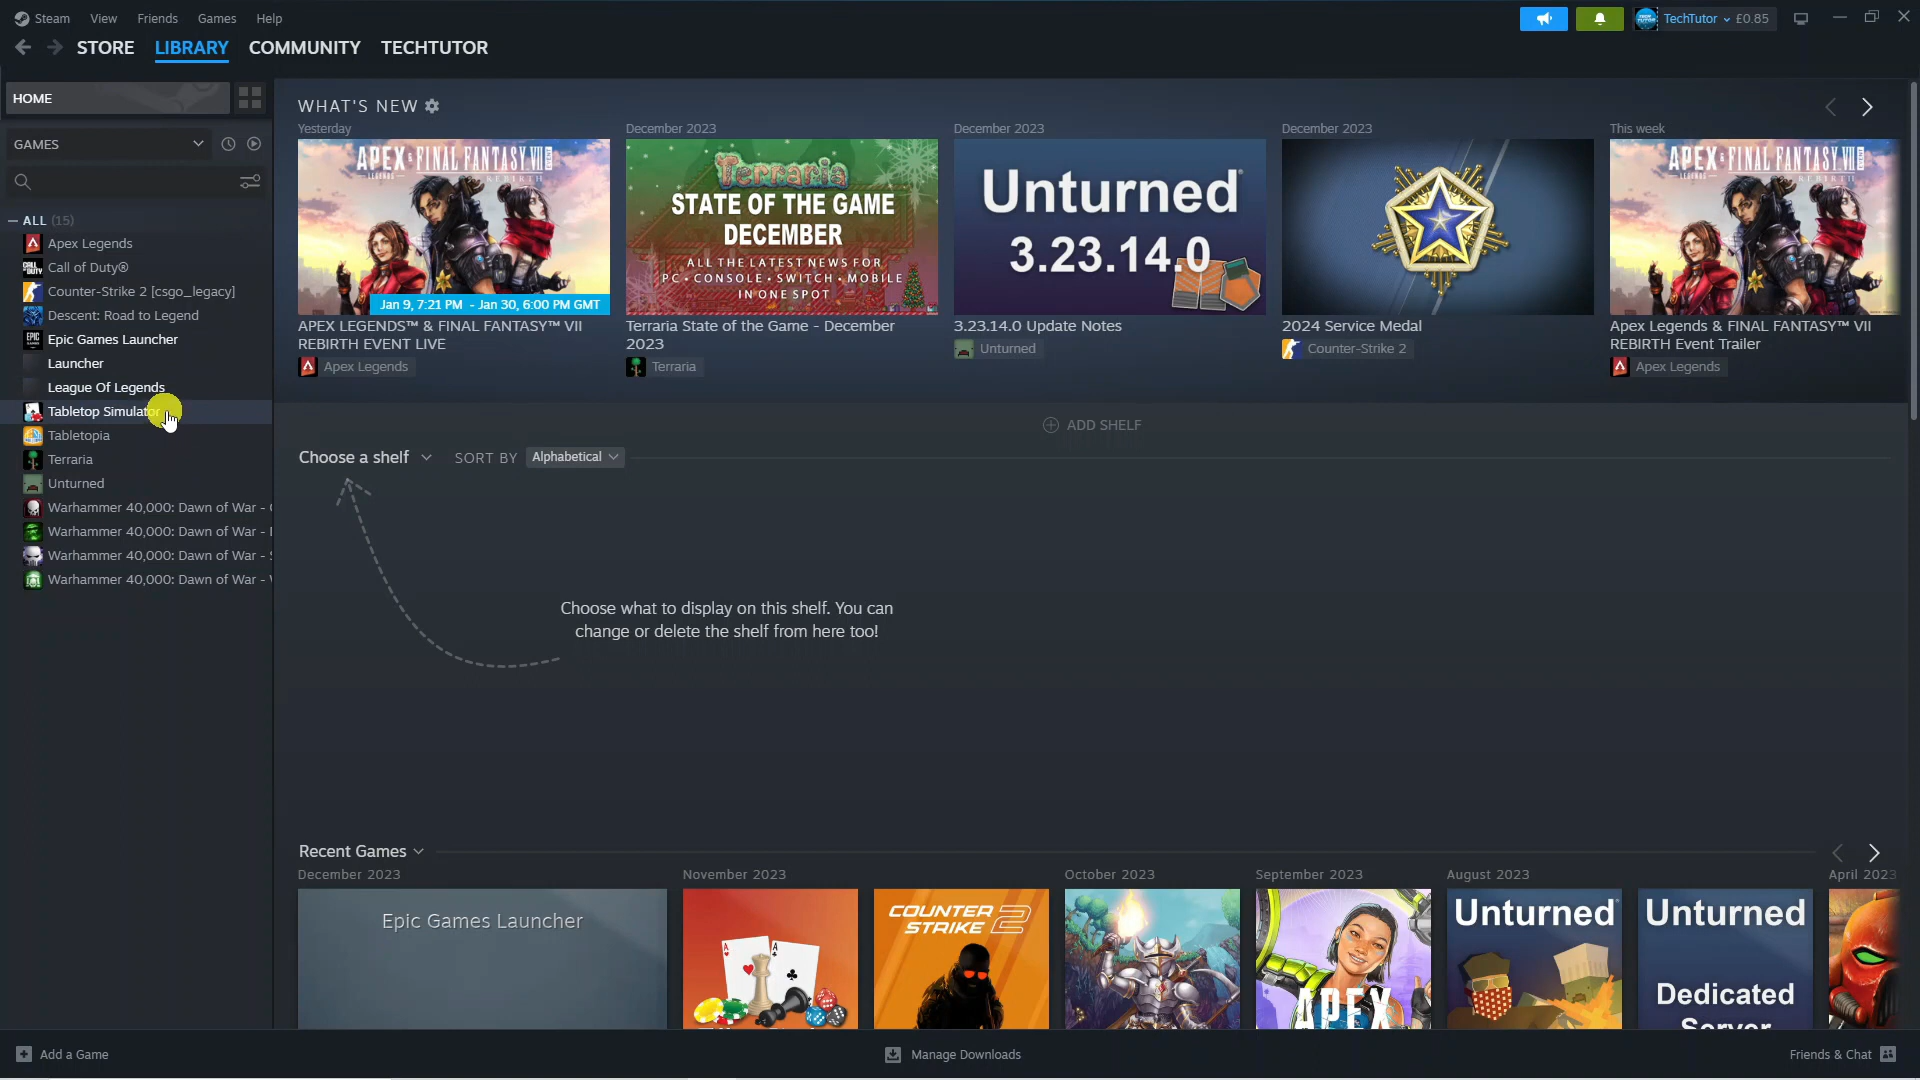 Steam View Friends Games Help
TechTutor £0.85
STORE LIBRARY COMMUNITY TECHTUTOR
HOME
GAMES
ALL (15)
Apex Legends
Call of Duty®
Counter-Strike 2 [csgo_legacy]
Descent: Road to Legend
Epic Games Launcher
Launcher
League Of Legends
Tabletop Simulator
Tabletopia
Terraria
Unturned
Warhammer 40,000: Dawn of War -
Warhammer 40,000: Dawn of War -
Warhammer 40,000: Dawn of War -
Warhammer 40,000: Dawn of War -
WHAT'S NEW
Yesterday
APEX LEGENDS FINAL FANTASY VII REBIRTH
Jan 9, 7:21 PM - Jan 30, 6:00 PM GMT
APEX LEGENDS™ & FINAL FANTASY™ VII
REBIRTH EVENT LIVE
Apex Legends
December 2023
Terraria
STATE OF THE GAME
DECEMBER
ALL THE LATEST NEWS FOR
PC • CONSOLE • SWITCH • MOBILE
IN ONE SPOT
Terraria State of the Game - December
2023
Terraria
December 2023
Unturned
3.23.14.0
3.23.14.0 Update Notes
Unturned
December 2023
2024 Service Medal
Counter-Strike 2
This week
APEX LEGENDS FINAL FANTASY VII REBIRTH
Apex Legends & FINAL FANTASY™ VII
REBIRTH Event Trailer
Apex Legends
ADD SHELF
Choose a shelf SORT BY Alphabetical
Choose what to display on this shelf. You can
change or delete the shelf from here too!
Recent Games
December 2023
Epic Games Launcher
November 2023
COUNTER
STRIKE 2
October 2023
September 2023
APEX
August 2023
Unturned
Unturned
Dedicated
Server
April 2023
Add a Game
Manage Downloads
Friends & Chat